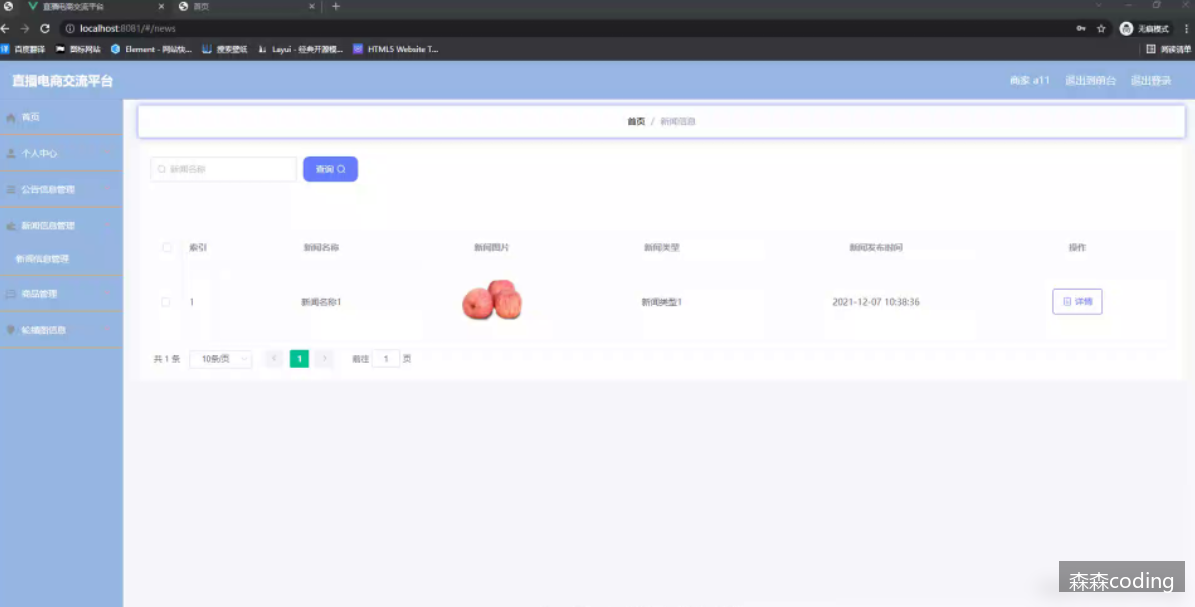 直播电商交流平台
首页
localhost:8081/#/news
无痕模式
百度翻译 图标网站 Element - 网站快... 搜索壁纸 Layui - 经典开源模... HTML5 Website T... 阅读清单
直播电商交流平台
商家 a11 退出到前台 退出登录
首页
个人中心
公告信息管理
新闻信息管理
新闻信息管理
商品管理
轮播图信息
首页 / 新闻信息
新闻名称 查询
索引 新闻名称 新闻图片 新闻类型 新闻发布时间 操作
1 新闻名称1 新闻类型1 2021-12-07 10:38:36 详情
共 1 条 10条/页 1 前往 1 页
森森coding